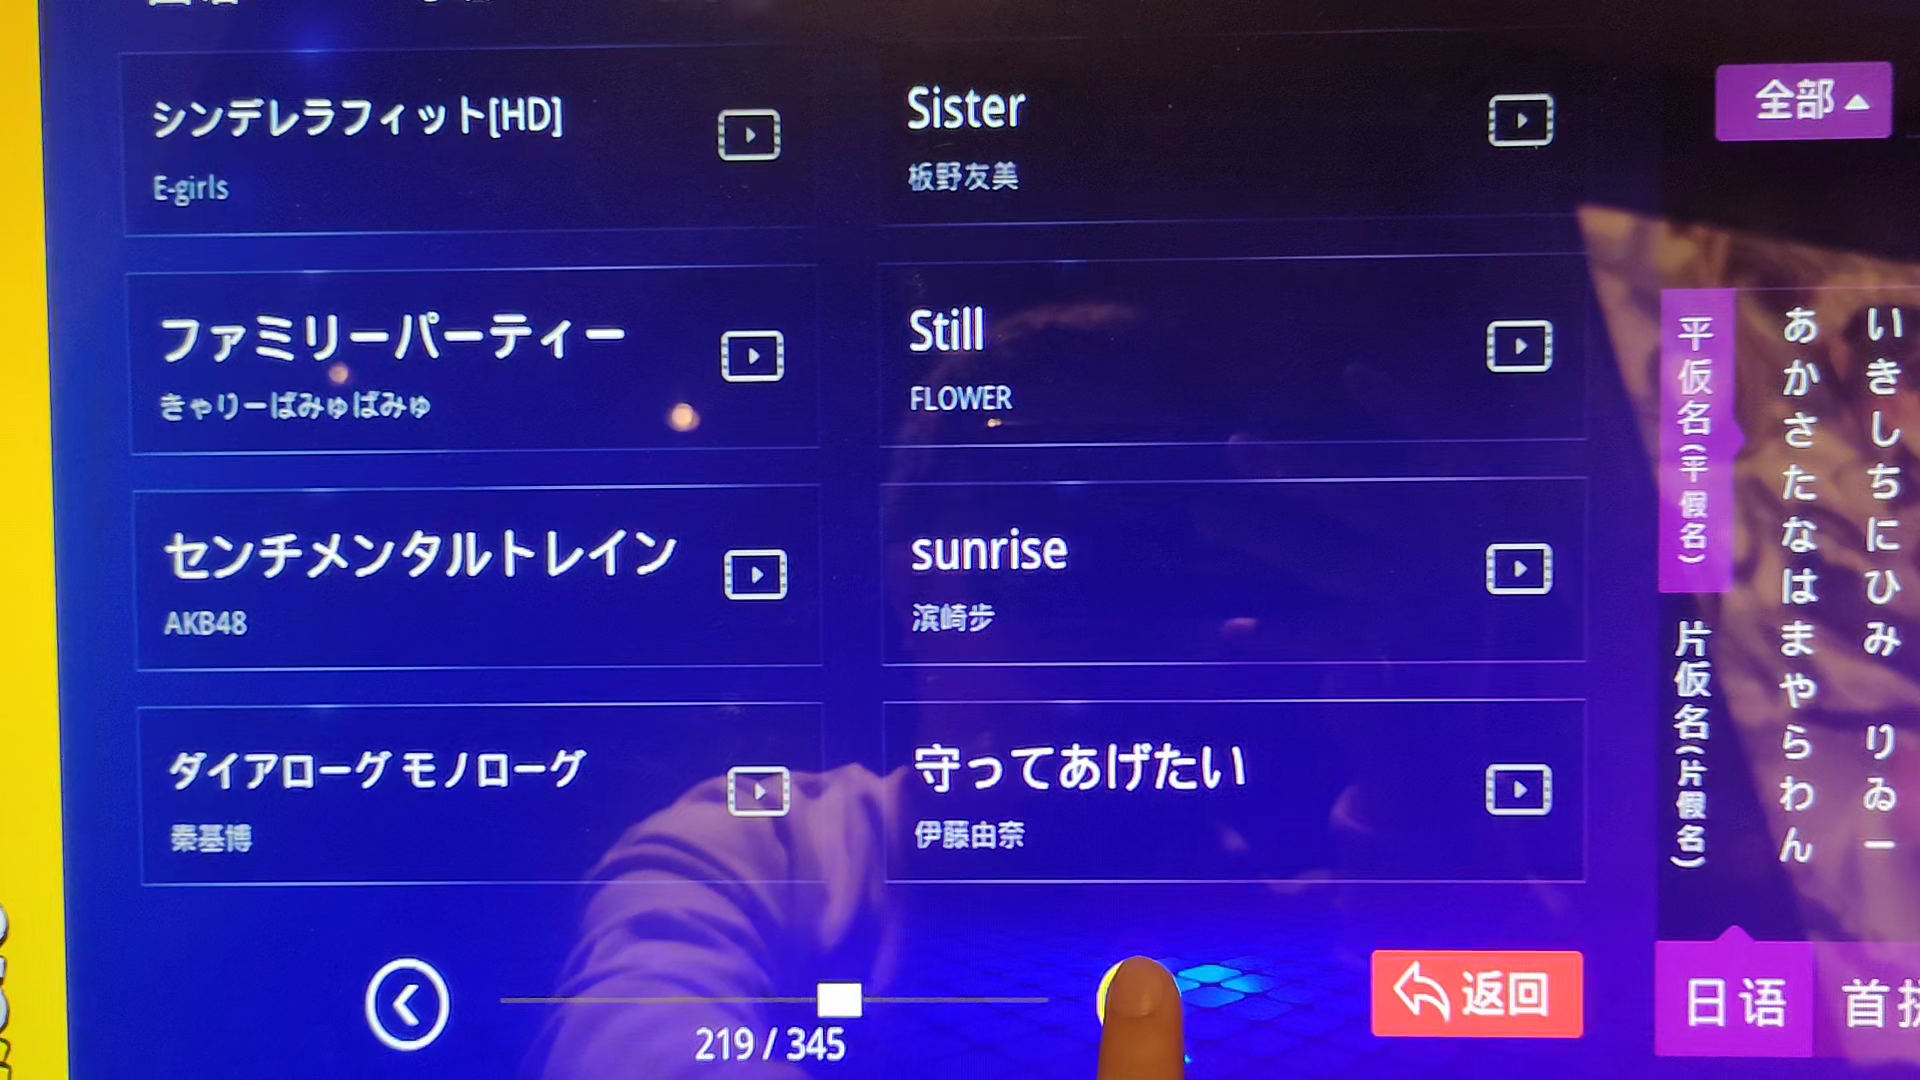 シンデレラフィット[HD]
E-girls
Sister
板野友美
ファミリーパーティー
きゃりーぱみゅぱみゅ
Still
FLOWER
センチメンタルトレイン
AKB48
sunrise
滨崎步
ダイアローグ モノローグ
秦基博
守ってあげたい
伊藤由奈
219 / 345
返回
全部
平仮名(平假名)
片仮名(片假名)
あかさたなはまやらわん
いきしちにひみ りゐー
日语
首